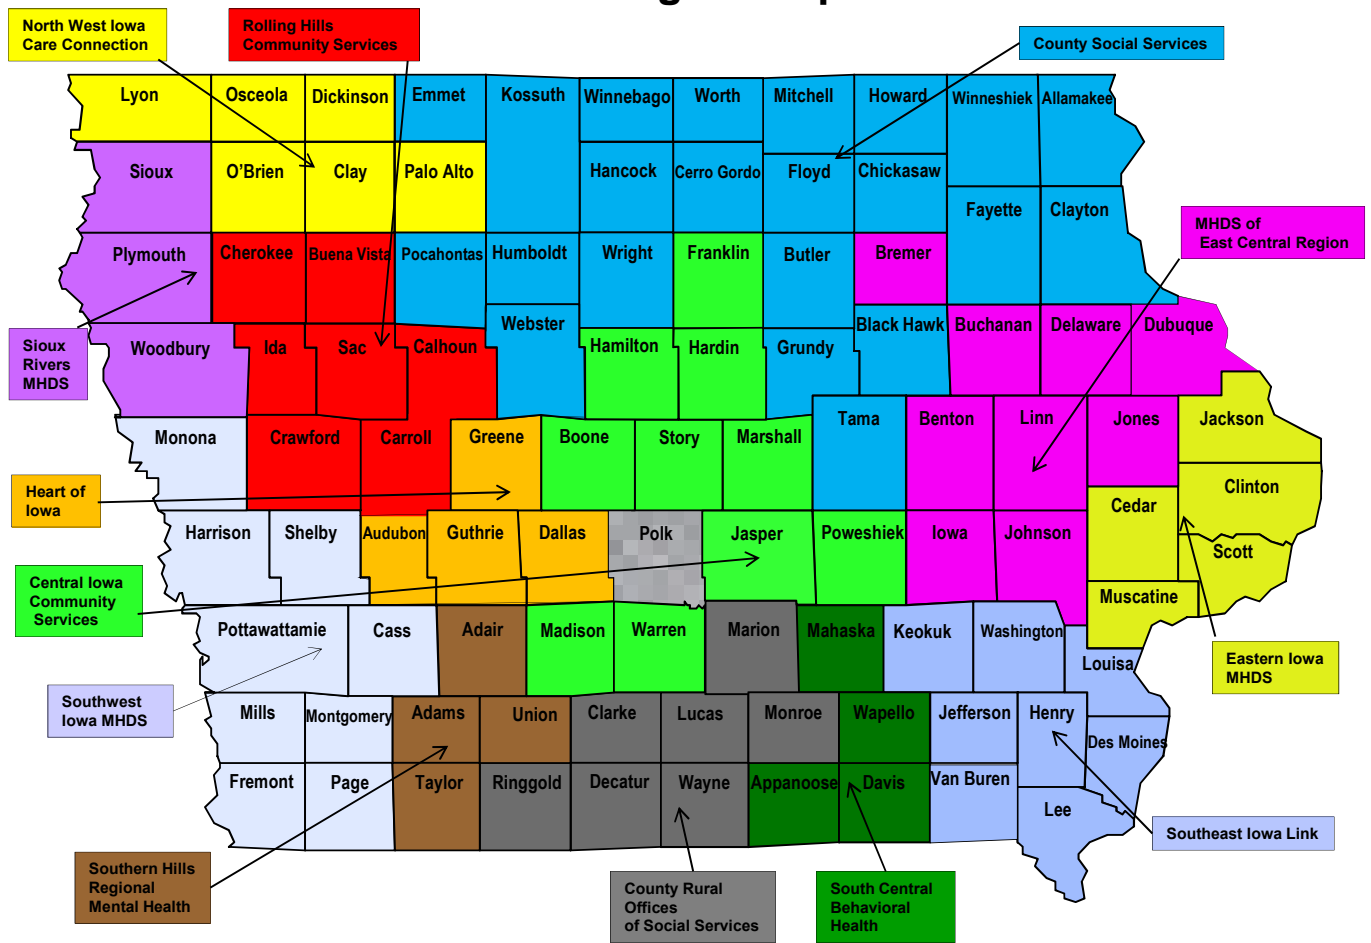 North West Iowa
Care Connection
Rolling Hills
Community Services
County Social Services
Lyon
Osceola
Dickinson
Emmet
Kossuth
Winnebago
Worth
Mitchell
Howard
Winneshiek
Allamakee
Sioux
O'Brien
Clay
Palo Alto
Hancock
Cerro Gordo
Floyd
Chickasaw
Fayette
Clayton
MHDS of
East Central Region
Plymouth
Cherokee
Buena Vista
Pocahontas
Humboldt
Wright
Franklin
Butler
Bremer
Sioux
Rivers
MHDS
Woodbury
Ida
Sac
Calhoun
Webster
Hamilton
Hardin
Grundy
Black Hawk
Buchanan
Delaware
Dubuque
Monona
Crawford
Carroll
Greene
Boone
Story
Marshall
Tama
Benton
Linn
Jones
Jackson
Heart of
Iowa
Clinton
Cedar
Harrison
Shelby
Audubon
Guthrie
Dallas
Polk
Jasper
Poweshiek
Iowa
Johnson
Scott
Central Iowa
Community
Services
Muscatine
Pottawattamie
Cass
Adair
Madison
Warren
Marion
Mahaska
Keokuk
Washington
Louisa
Eastern Iowa
MHDS
Southwest
Iowa MHDS
Mills
Montgomery
Adams
Union
Clarke
Lucas
Monroe
Wapello
Jefferson
Henry
Des Moines
Fremont
Page
Taylor
Ringgold
Decatur
Wayne
Appanoose
Davis
Van Buren
Lee
Southeast Iowa Link
Southern Hills
Regional
Mental Health
County Rural
Offices
of Social Services
South Central
Behavioral
Health